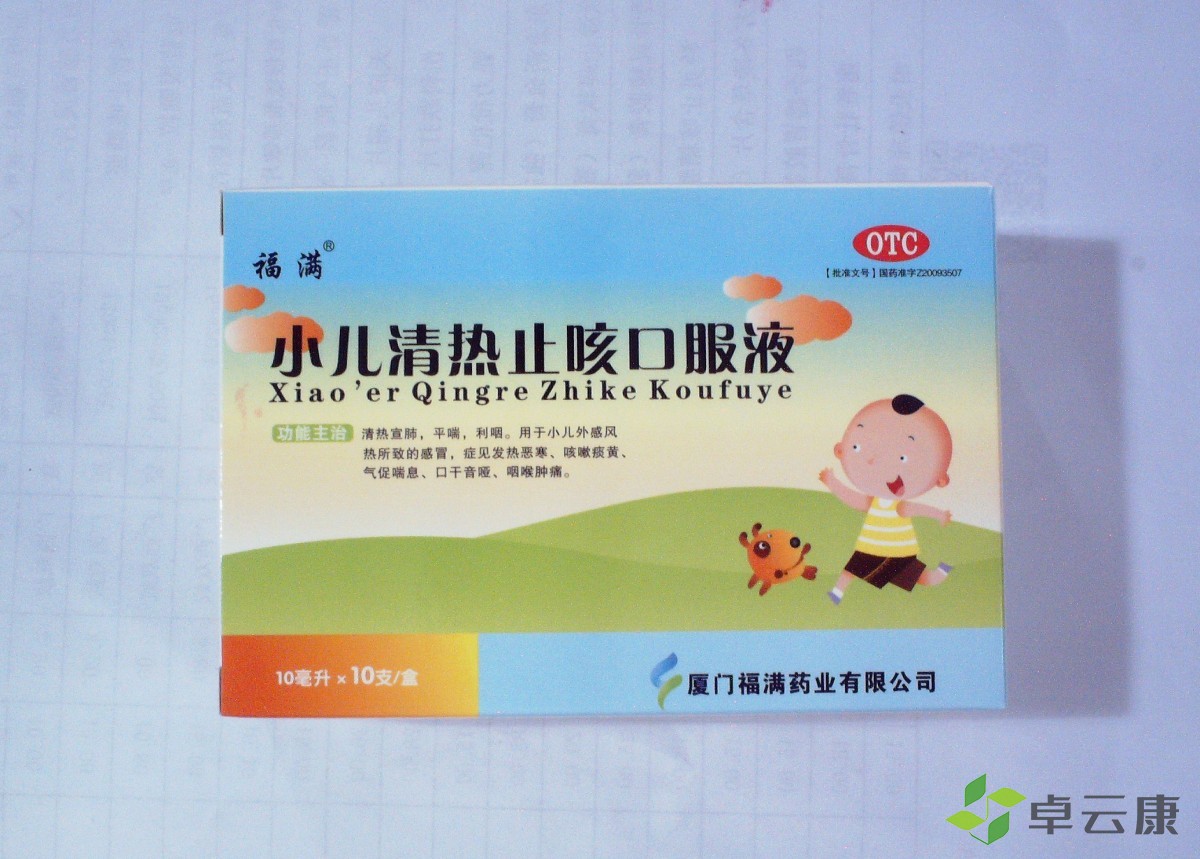 福满®
OTC
【批准文号】国药准字Z20093507
小儿清热止咳口服液
Xiao'er Qingre Zhike Koufuye
功能主治 清热宣肺，平喘，利咽。用于小儿外感风
热所致的感冒，症见发热恶寒、咳嗽痰黄、
气促喘息、口干音哑、咽喉肿痛。
10毫升×10支/盒
厦门福满药业有限公司
卓云康